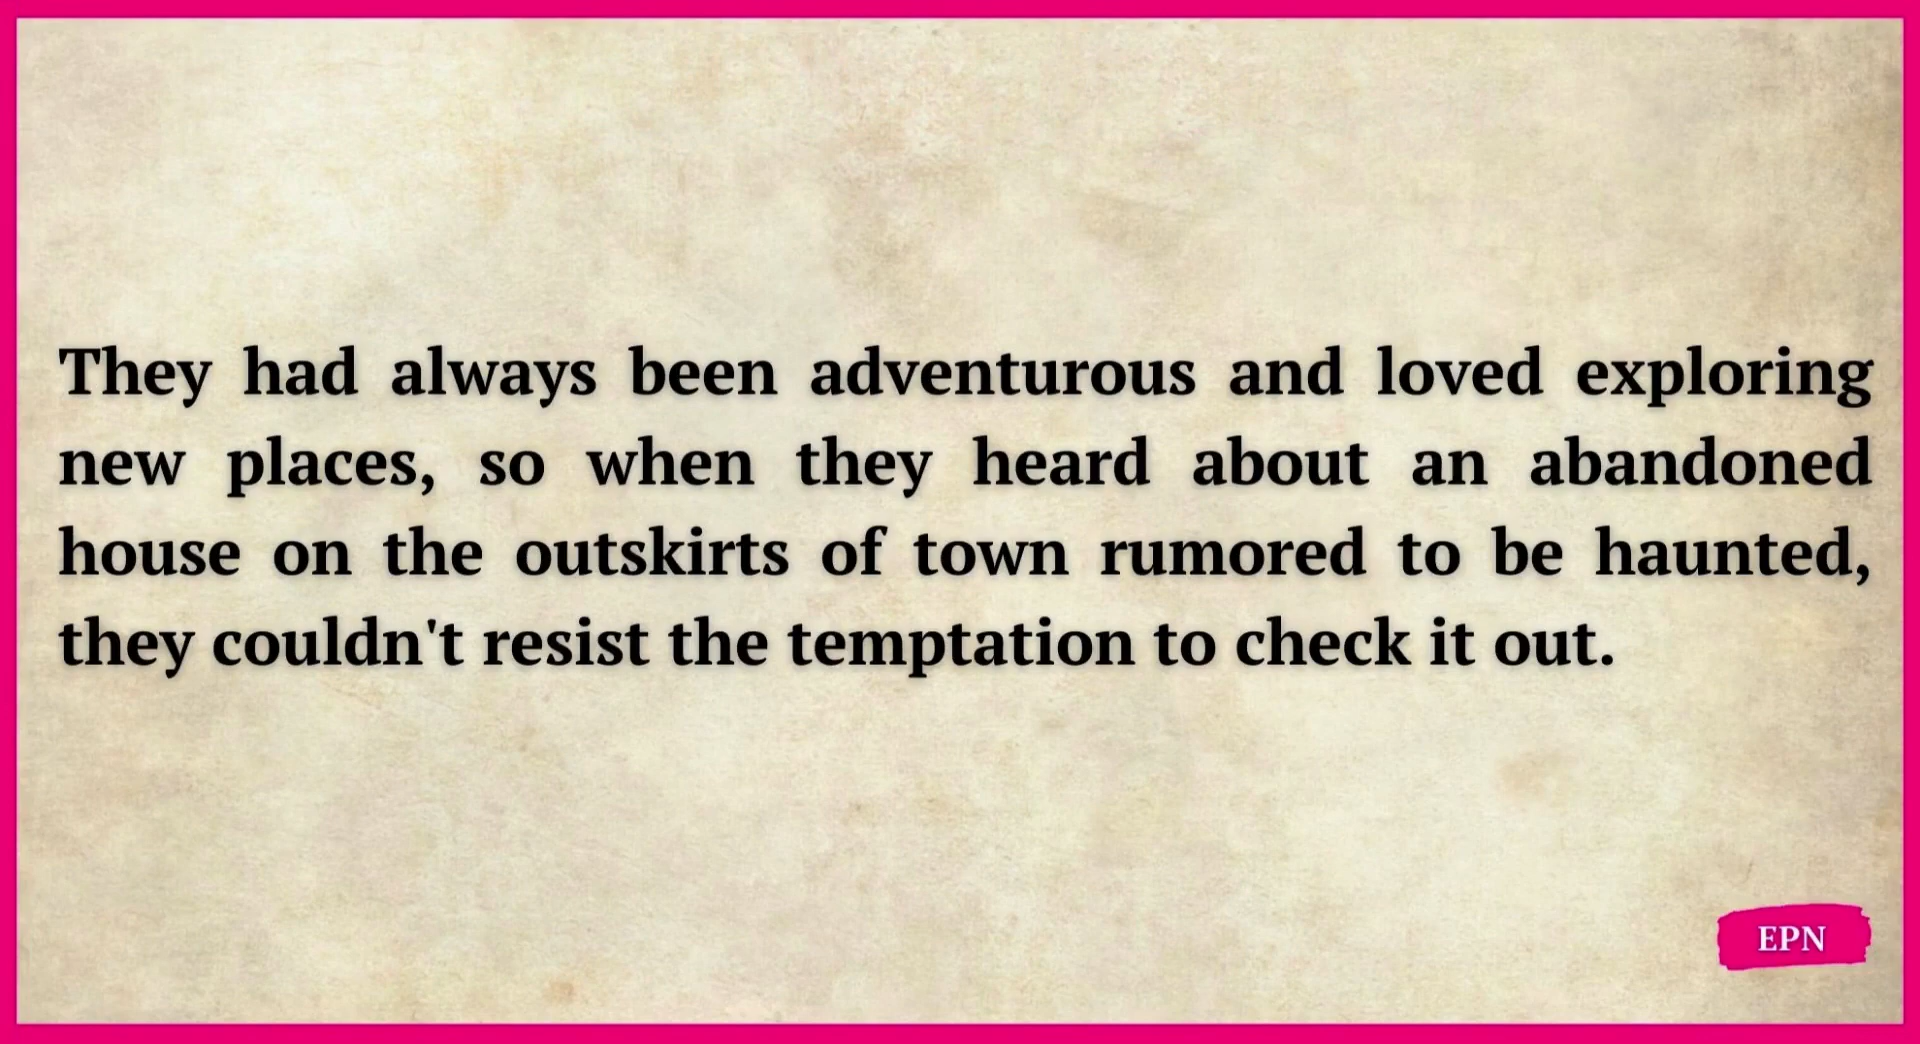 They had always been adventurous and loved exploring
new places, so when they heard about an abandoned
house on the outskirts of town rumored to be haunted,
they couldn't resist the temptation to check it out.
EPN